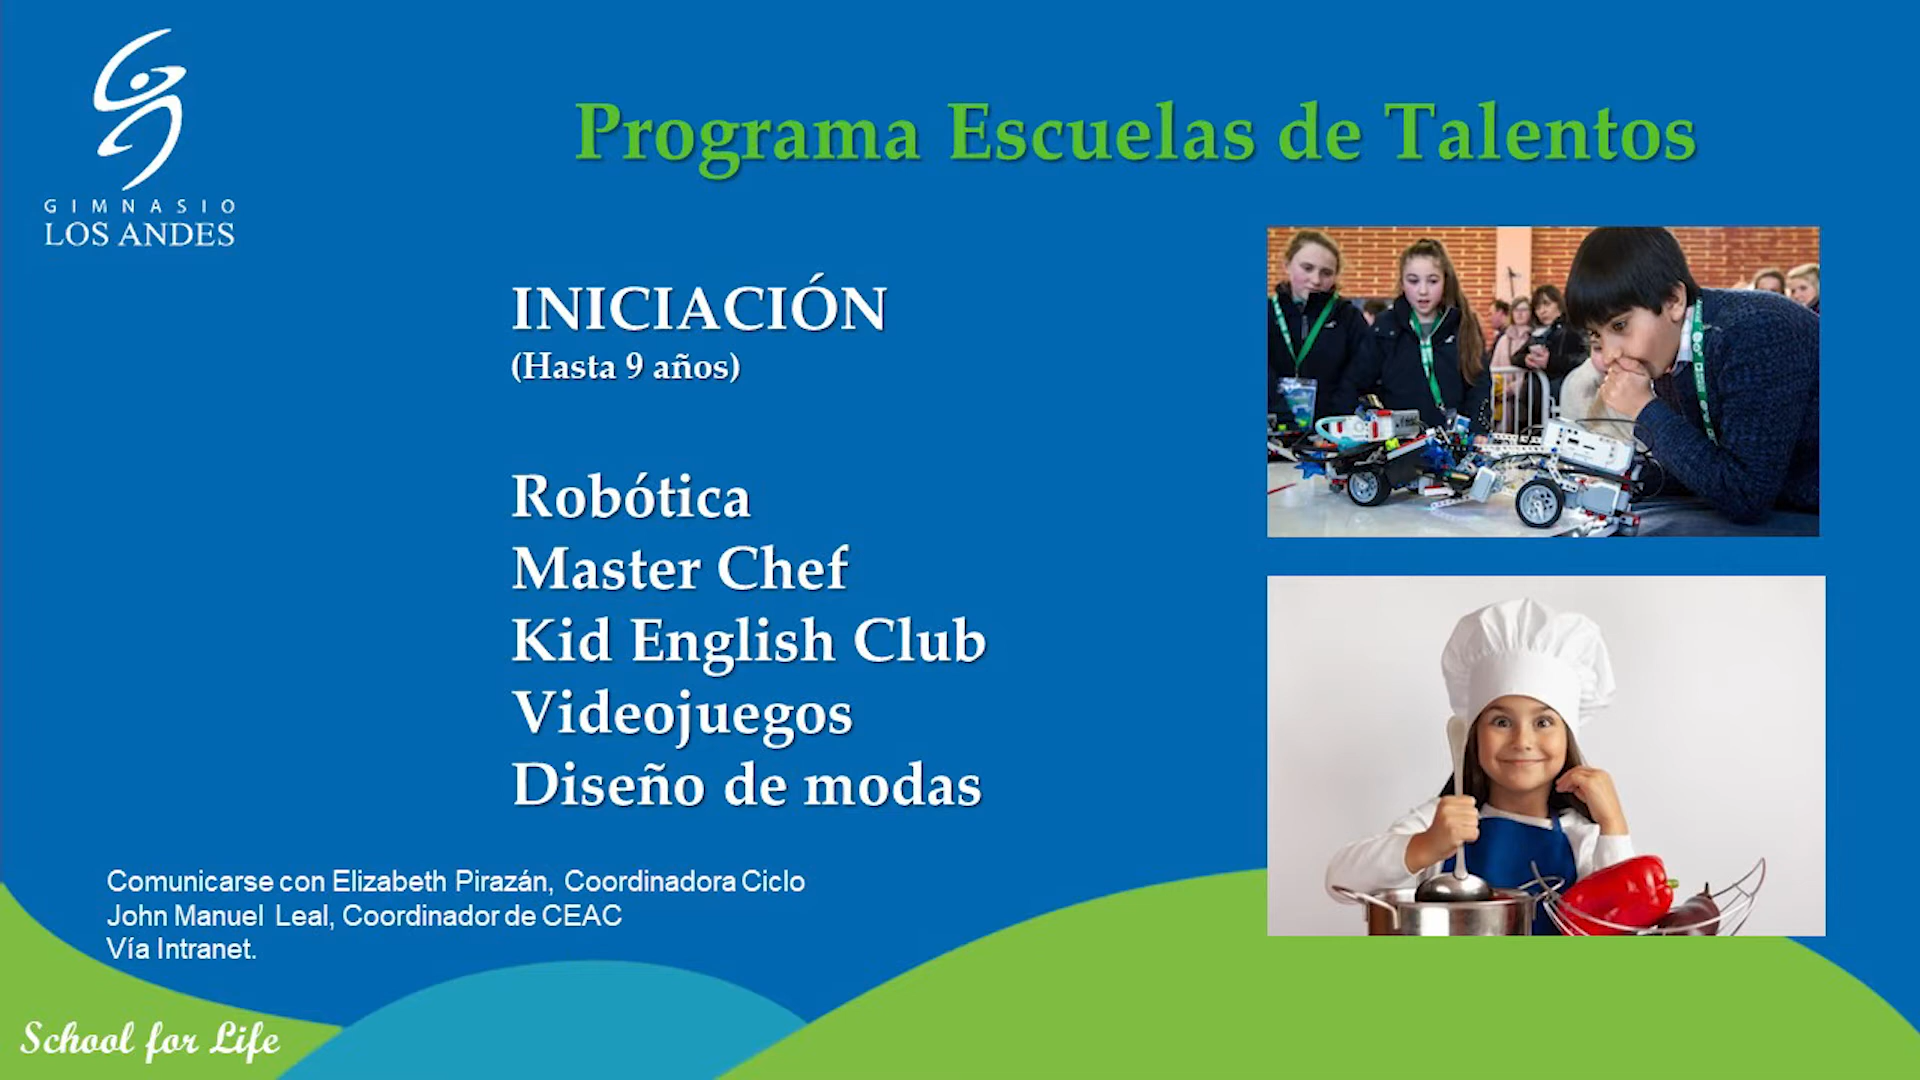 GIMNASIO
LOS ANDES
Programa Escuelas de Talentos
INICIACIÓN
(Hasta 9 años)
Robótica
Master Chef
Kid English Club
Videojuegos
Diseño de modas
Comunicarse con Elizabeth Pirazán, Coordinadora Ciclo
John Manuel Leal, Coordinador de CEAC
Vía Intranet.
School for Life